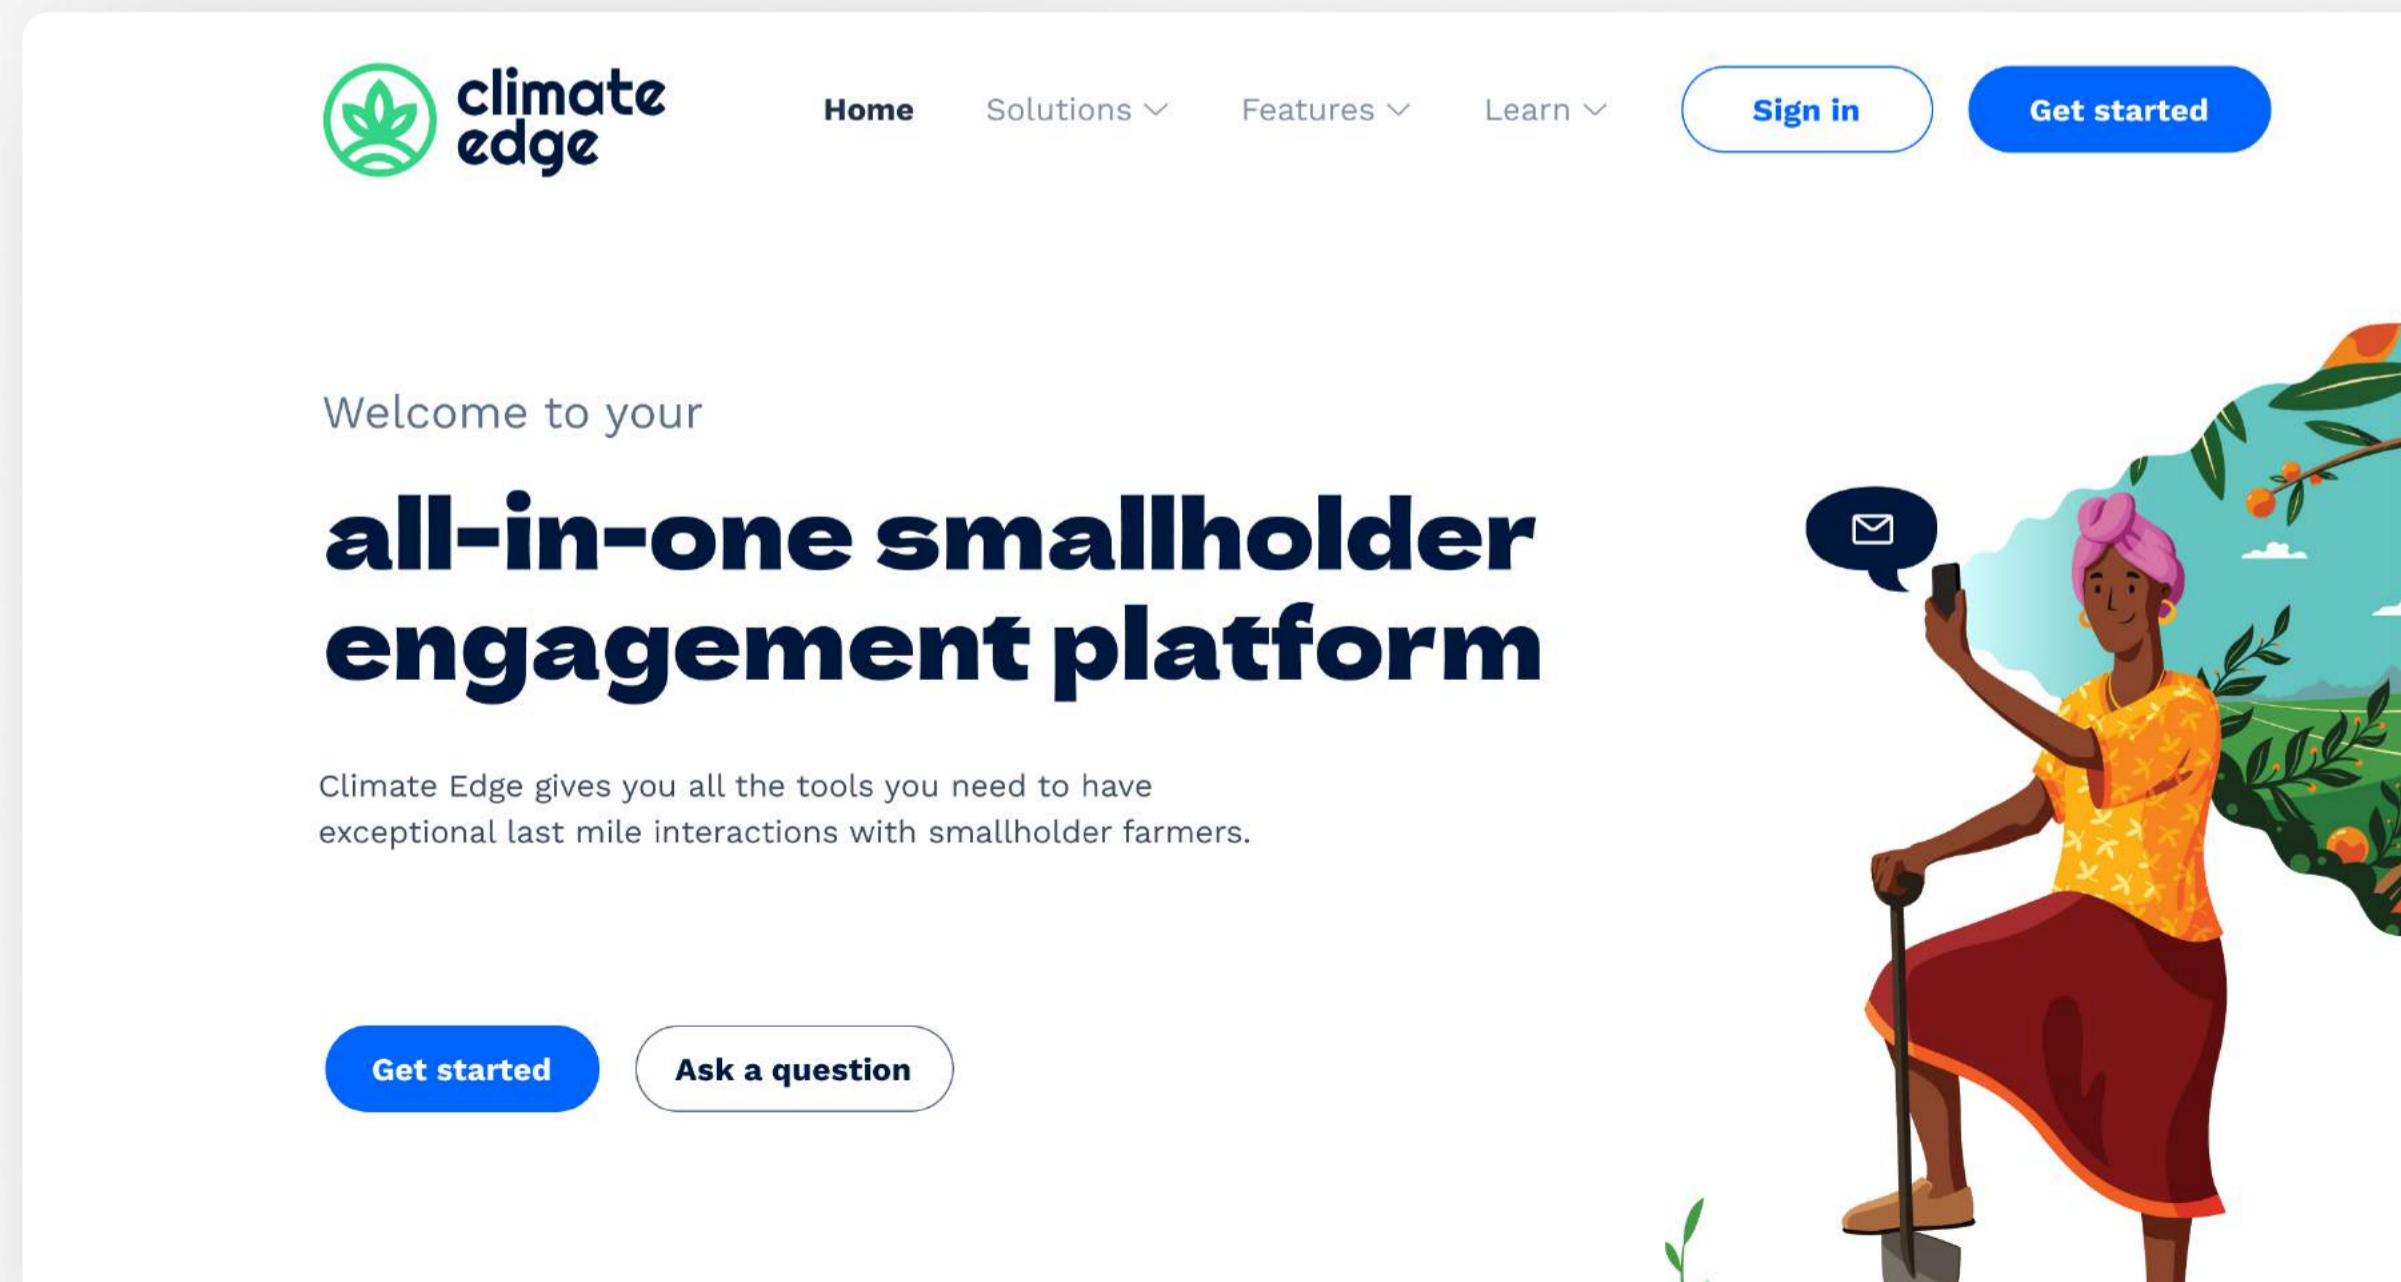 climate
edge
Home
Solutions
Features
Learn
Sign in
Get started
Welcome to your
all-in-one smallholder
engagement platform
Climate Edge gives you all the tools you need to have
exceptional last mile interactions with smallholder farmers.
Get started
Ask a question